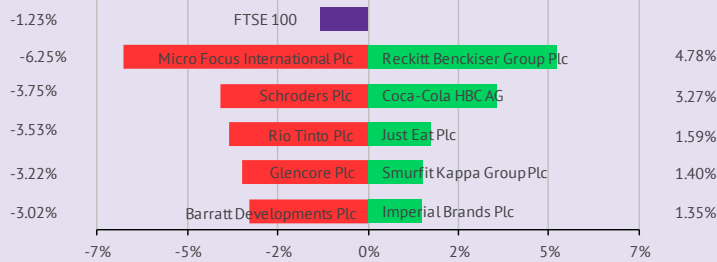 -1.23% FTSE 100
-6.25% Micro Focus International Plc Reckitt Benckiser Group Plc 4.78%
-3.75% Schroders Plc Coca-Cola HBC AG 3.27%
-3.53% Rio Tinto Plc Just Eat Plc 1.59%
-3.22% Glencore Plc Smurfit Kappa Group Plc 1.40%
-3.02% Barratt Developments Plc Imperial Brands Plc 1.35%
-7% -5% -2% 0% 2% 5% 7%